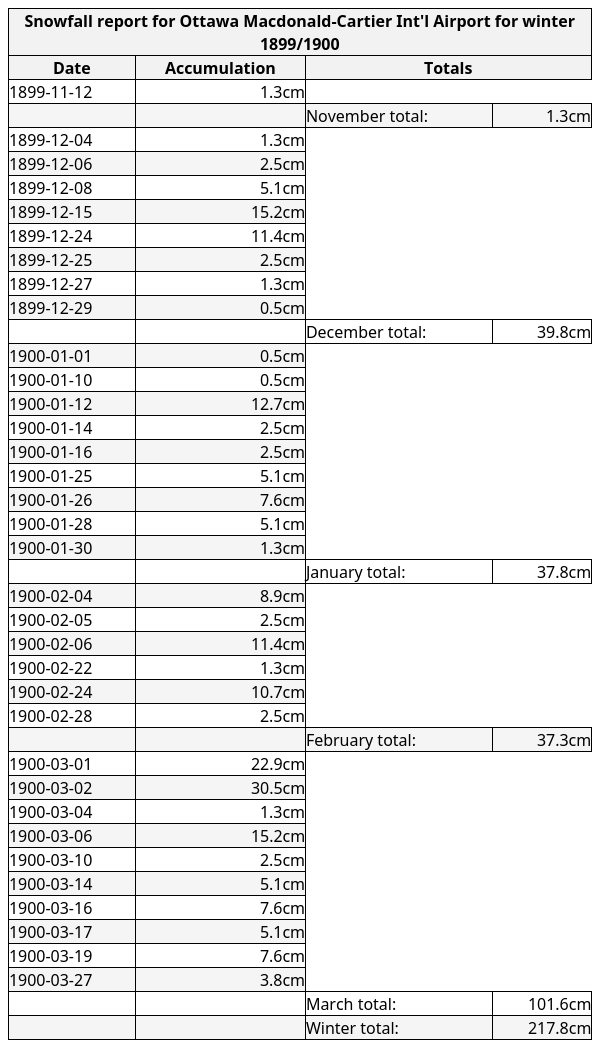 Snowfall report for Ottawa Macdonald-Cartier Int'l Airport for winter
1899/1900
Date Accumulation Totals
1899-11-12 1.3cm
November total: 1.3cm
1899-12-04 1.3cm
1899-12-06 2.5cm
1899-12-08 5.1cm
1899-12-15 15.2cm
1899-12-24 11.4cm
1899-12-25 2.5cm
1899-12-27 1.3cm
1899-12-29 0.5cm
December total: 39.8cm
1900-01-01 0.5cm
1900-01-10 0.5cm
1900-01-12 12.7cm
1900-01-14 2.5cm
1900-01-16 2.5cm
1900-01-25 5.1cm
1900-01-26 7.6cm
1900-01-28 5.1cm
1900-01-30 1.3cm
January total: 37.8cm
1900-02-04 8.9cm
1900-02-05 2.5cm
1900-02-06 11.4cm
1900-02-22 1.3cm
1900-02-24 10.7cm
1900-02-28 2.5cm
February total: 37.3cm
1900-03-01 22.9cm
1900-03-02 30.5cm
1900-03-04 1.3cm
1900-03-06 15.2cm
1900-03-10 2.5cm
1900-03-14 5.1cm
1900-03-16 7.6cm
1900-03-17 5.1cm
1900-03-19 7.6cm
1900-03-27 3.8cm
March total: 101.6cm
Winter total: 217.8cm